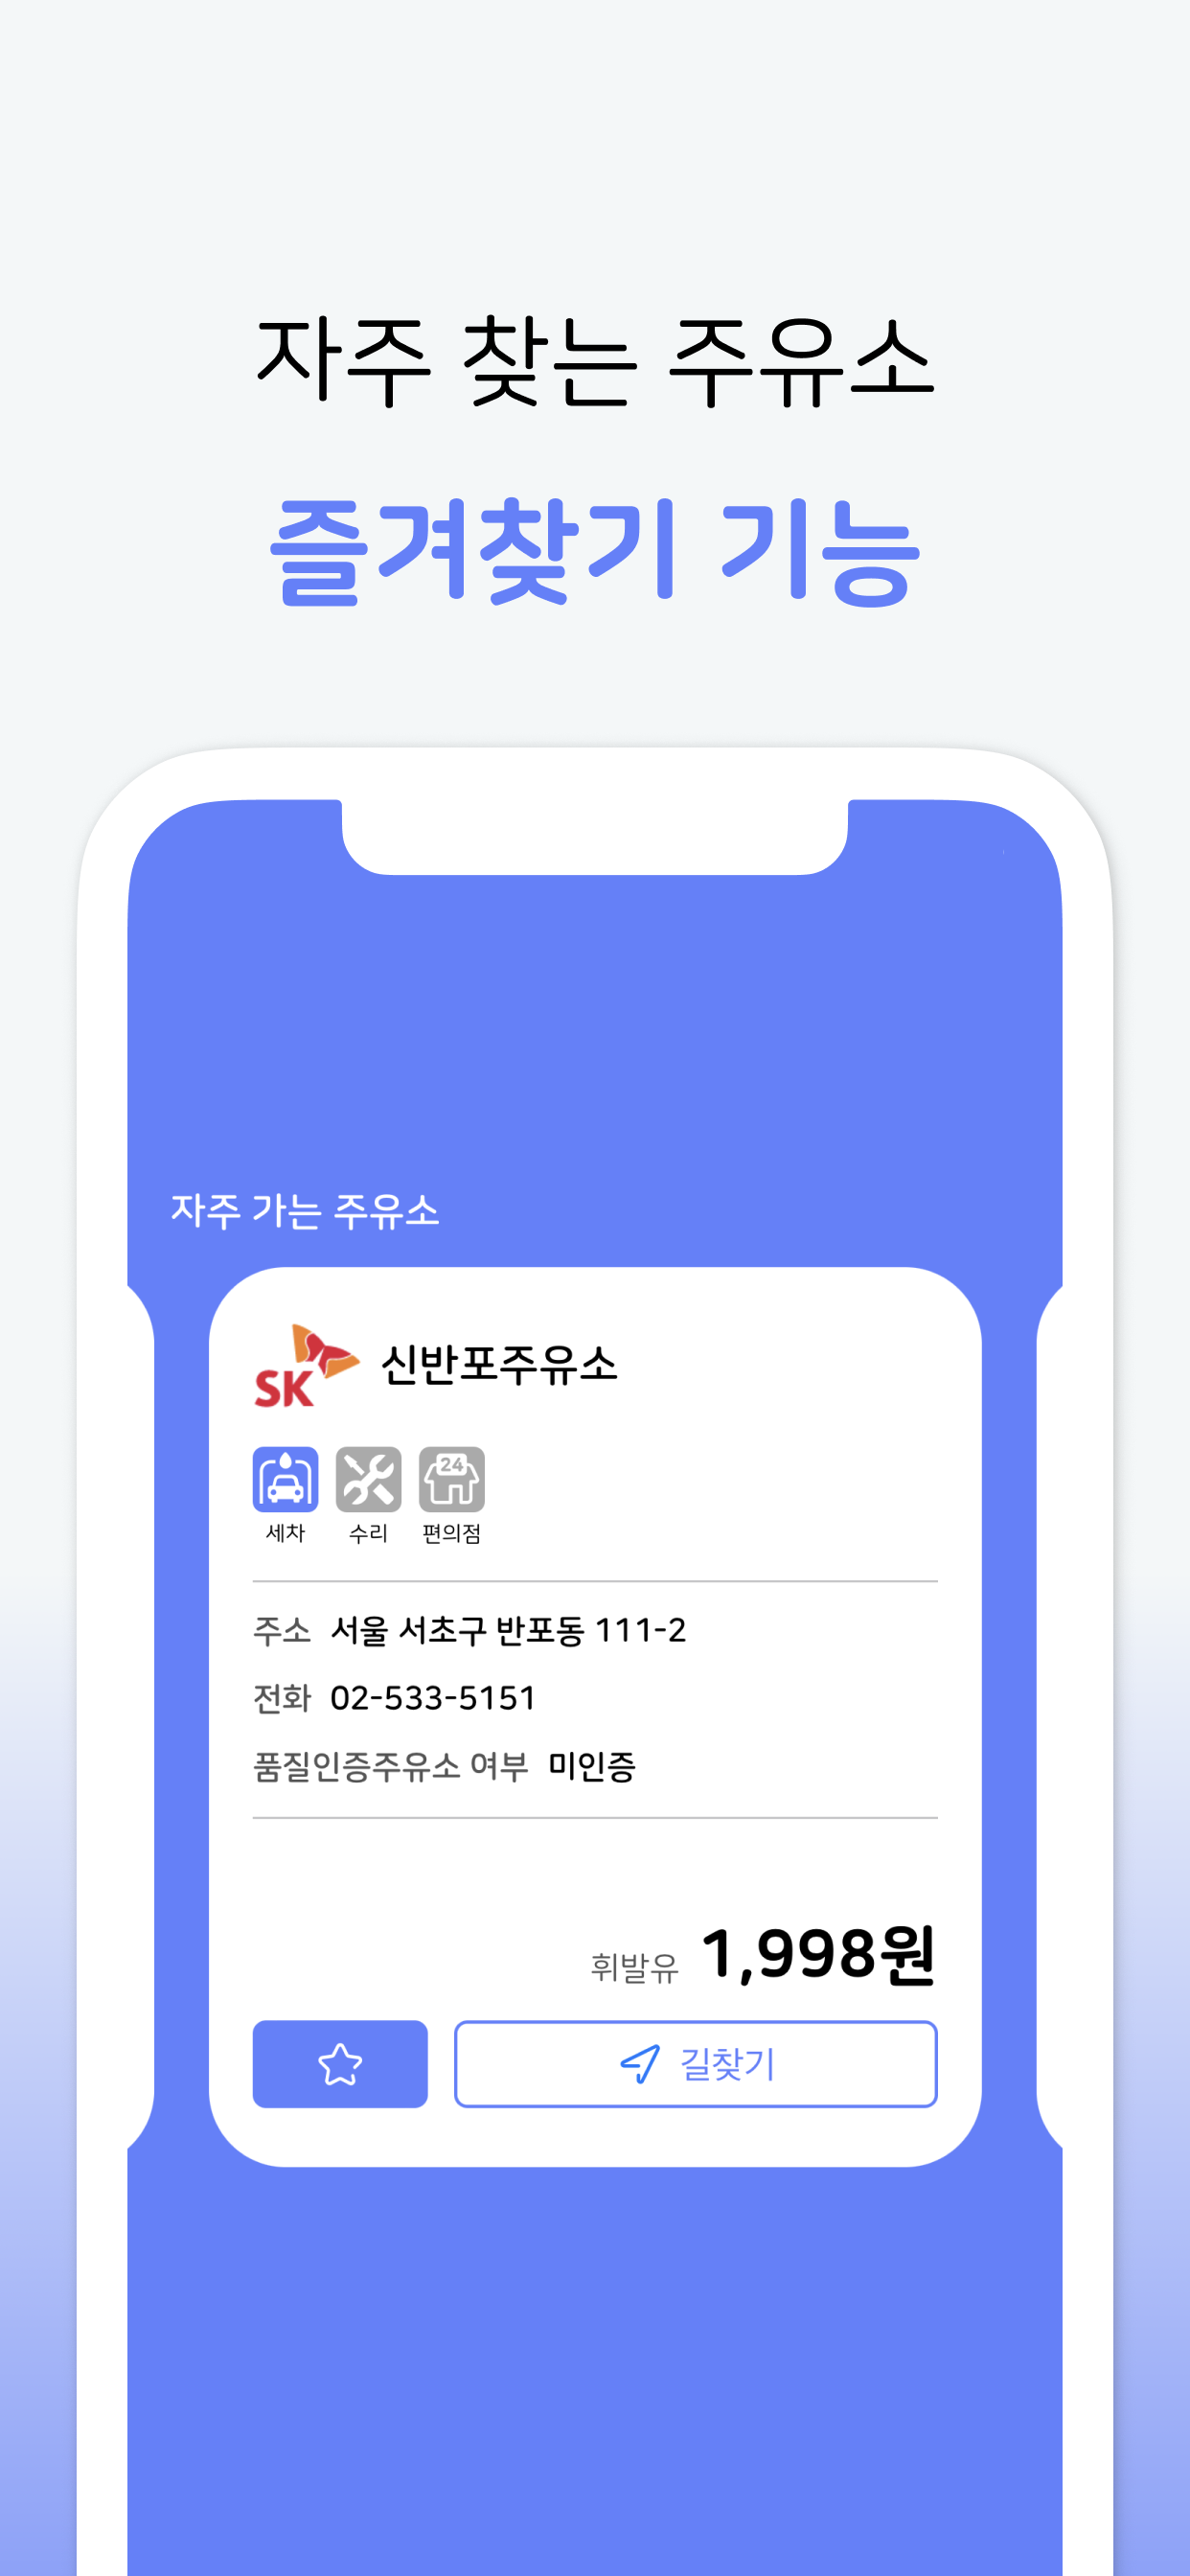 자주 찾는 주유소
즐겨찾기 기능
자주 가는 주유소
SK 신반포주유소
24
세차 수리 편의점
주소 서울 서초구 반포동 111-2
전화 02-533-5151
품질인증주유소 여부 미인증
휘발유 1,998원
길찾기